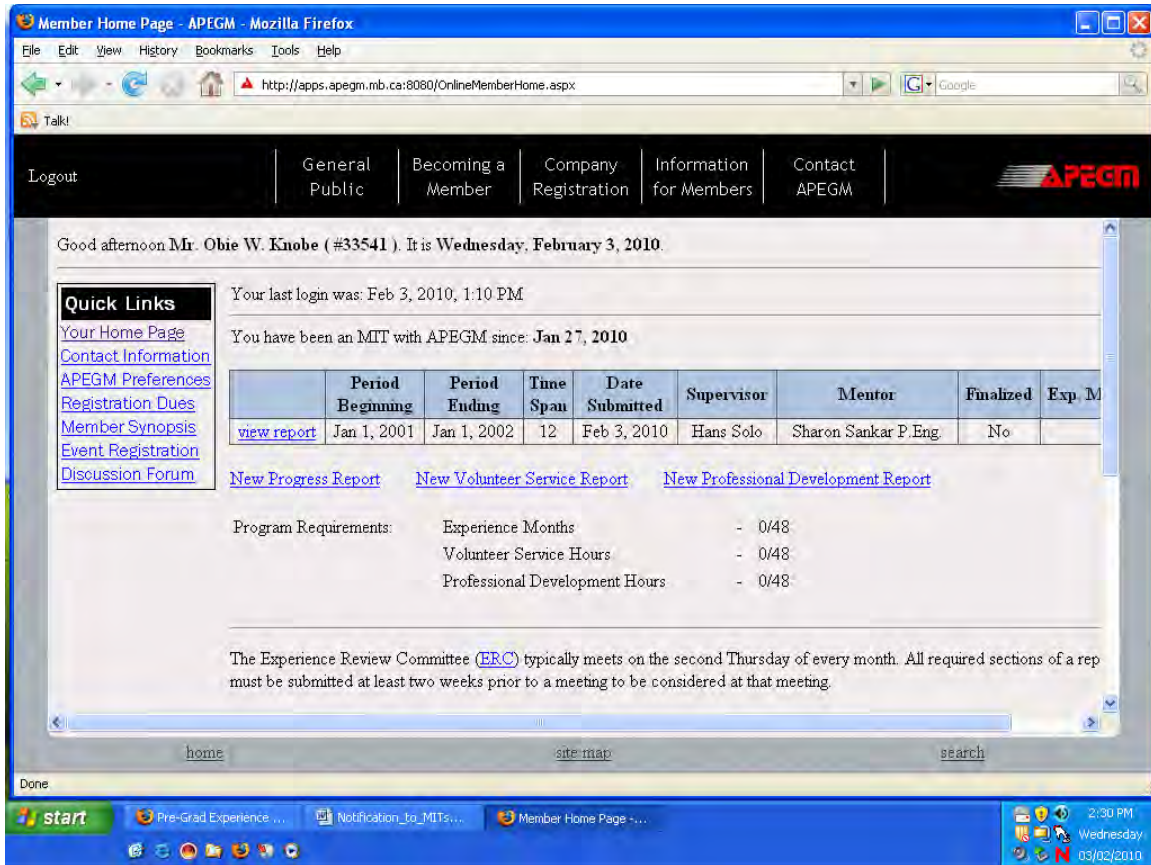 Member Home Page - APEGM - Mozilla Firefox
File Edit View History Bookmarks Tools Help
http://apps.apegm.mb.ca:8080/OnlineMemberHome.aspx
G Google
Talk!
Logout
General Public
Becoming a Member
Company Registration
Information for Members
Contact APEGM
APEGM
Good afternoon Mr. Obie W. Knobe ( #33541 ). It is Wednesday, February 3, 2010.
Quick Links
Your Home Page
Contact Information
APEGM Preferences
Registration Dues
Member Synopsis
Event Registration
Discussion Forum
Your last login was: Feb 3, 2010, 1:10 PM
You have been an MIT with APEGM since: Jan 27, 2010
Period Beginning Period Ending Time Span Date Submitted Supervisor Mentor Finalized Exp. M
view report Jan 1, 2001 Jan 1, 2002 12 Feb 3, 2010 Hans Solo Sharon Sankar P.Eng. No
New Progress Report New Volunteer Service Report New Professional Development Report
Program Requirements: Experience Months - 0/48
Volunteer Service Hours - 0/48
Professional Development Hours - 0/48
The Experience Review Committee (ERC) typically meets on the second Thursday of every month. All required sections of a rep
must be submitted at least two weeks prior to a meeting to be considered at that meeting.
home site map search
Done
start Pre-Grad Experience ... Notification_to_MITs... Member Home Page -... 2:30 PM
Wednesday
03/02/2010